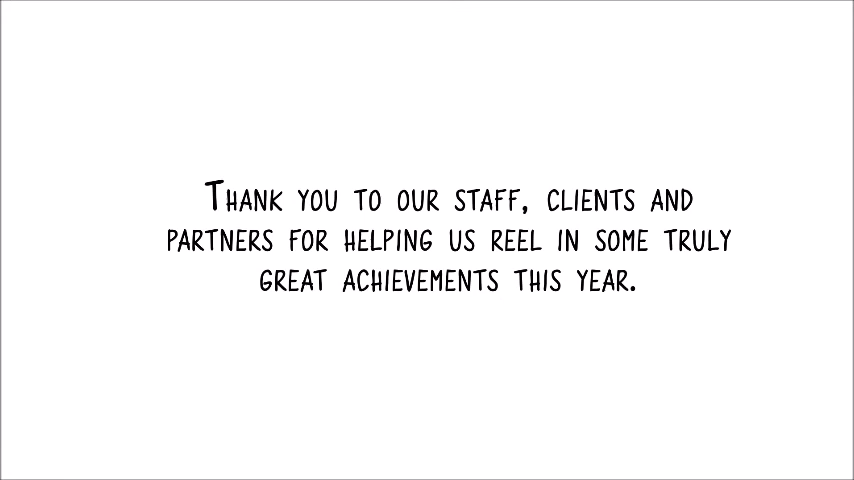 Thank you to our staff, clients and
partners for helping us reel in some truly
great achievements this year.